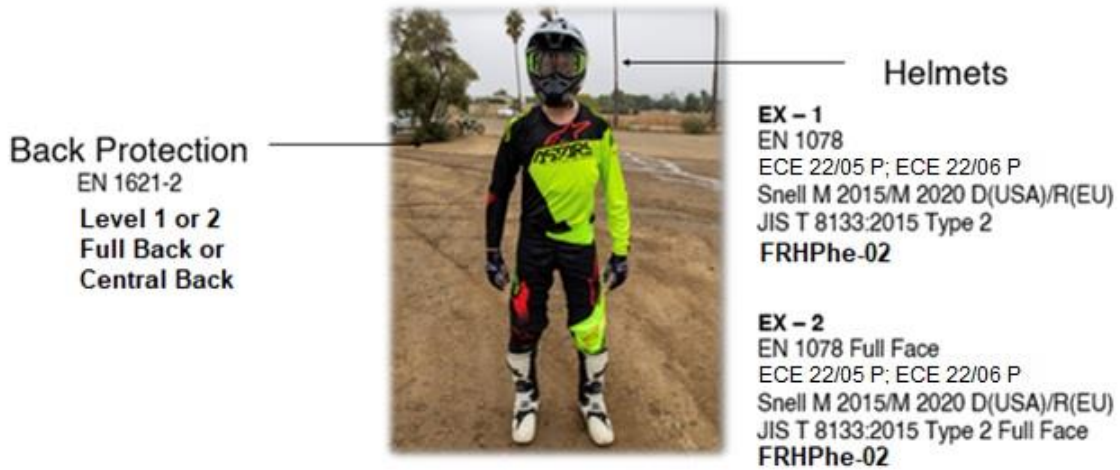 Back Protection
EN 1621-2
Level 1 or 2
Full Back or
Central Back
Helmets
EX – 1
EN 1078
ECE 22/05 P; ECE 22/06 P
Snell M 2015/M 2020 D(USA)/R(EU)
JIS T 8133:2015 Type 2
FRHPhe-02
EX – 2
EN 1078 Full Face
ECE 22/05 P; ECE 22/06 P
Snell M 2015/M 2020 D(USA)/R(EU)
JIS T 8133:2015 Type 2 Full Face
FRHPhe-02